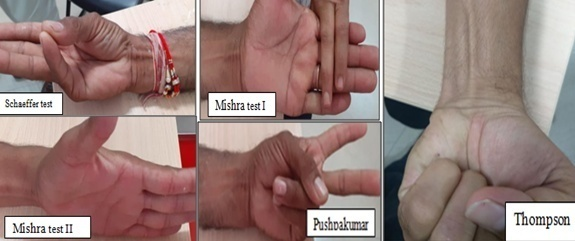 Schaeffer test
Mishra test I
Mishra test II
Pushpakumar
Thompson